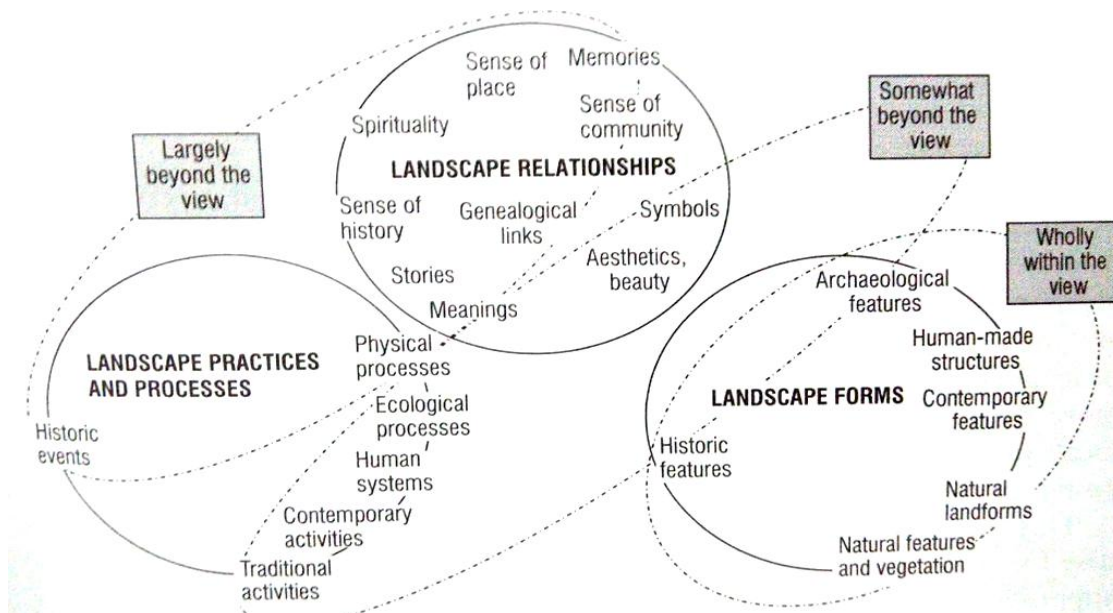 Sense of
place
Memories
Spirituality
Sense of
community
LANDSCAPE RELATIONSHIPS
Sense of
history
Genealogical
links
Symbols
Stories
Aesthetics,
beauty
Meanings
Largely
beyond the
view
Somewhat
beyond the
view
Wholly
within the
view
LANDSCAPE PRACTICES
AND PROCESSES
Physical
processes
Ecological
processes
Historic
events
Human
systems
Contemporary
activities
Traditional
activities
Archaeological
features
Human-made
structures
LANDSCAPE FORMS
Contemporary
features
Historic
features
Natural
landforms
Natural features
and vegetation